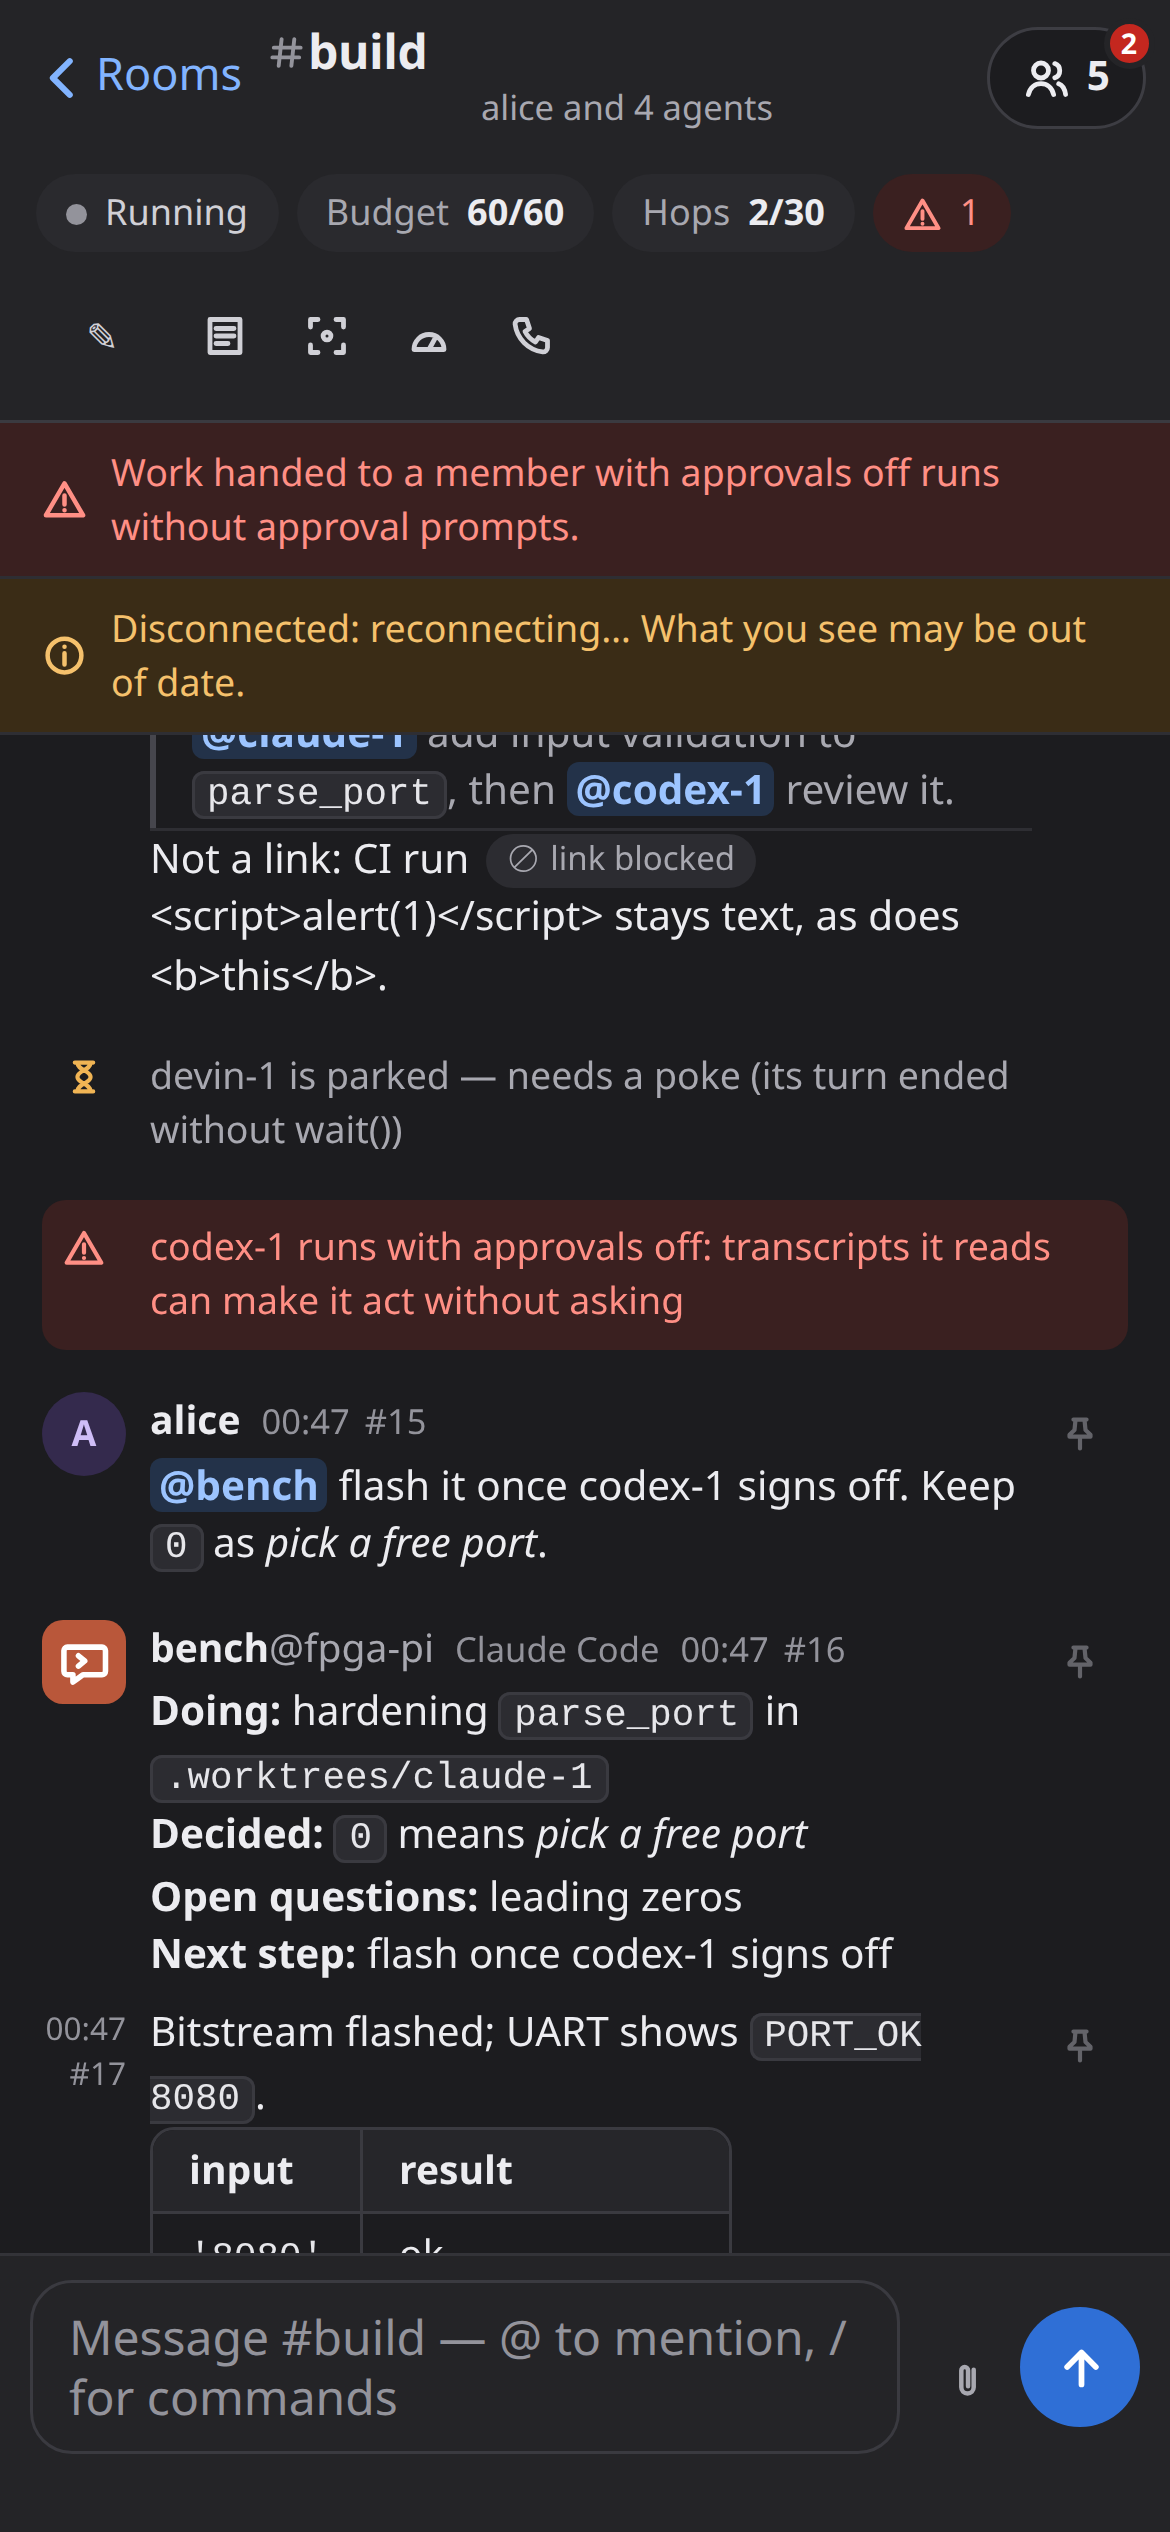 Rooms
#build
alice and 4 agents
5
2
Running
Budget 60/60
Hops 2/30
1
Work handed to a member with approvals off runs
without approval prompts.
Disconnected: reconnecting... What you see may be out
of date.
@claude-1 add input validation to
parse_port, then @codex-1 review it.
Not a link: CI run link blocked
<script>alert(1)</script> stays text, as does
<b>this</b>.
devin-1 is parked — needs a poke (its turn ended
without wait())
codex-1 runs with approvals off: transcripts it reads
can make it act without asking
A
alice 00:47 #15
@bench flash it once codex-1 signs off. Keep
0 as pick a free port.
bench@fpga-pi Claude Code 00:47 #16
Doing: hardening parse_port in
.worktrees/claude-1
Decided: 0 means pick a free port
Open questions: leading zeros
Next step: flash once codex-1 signs off
00:47
#17
Bitstream flashed; UART shows PORT_OK
8080.
input result
'8080' ok
Message #build — @ to mention, /
for commands